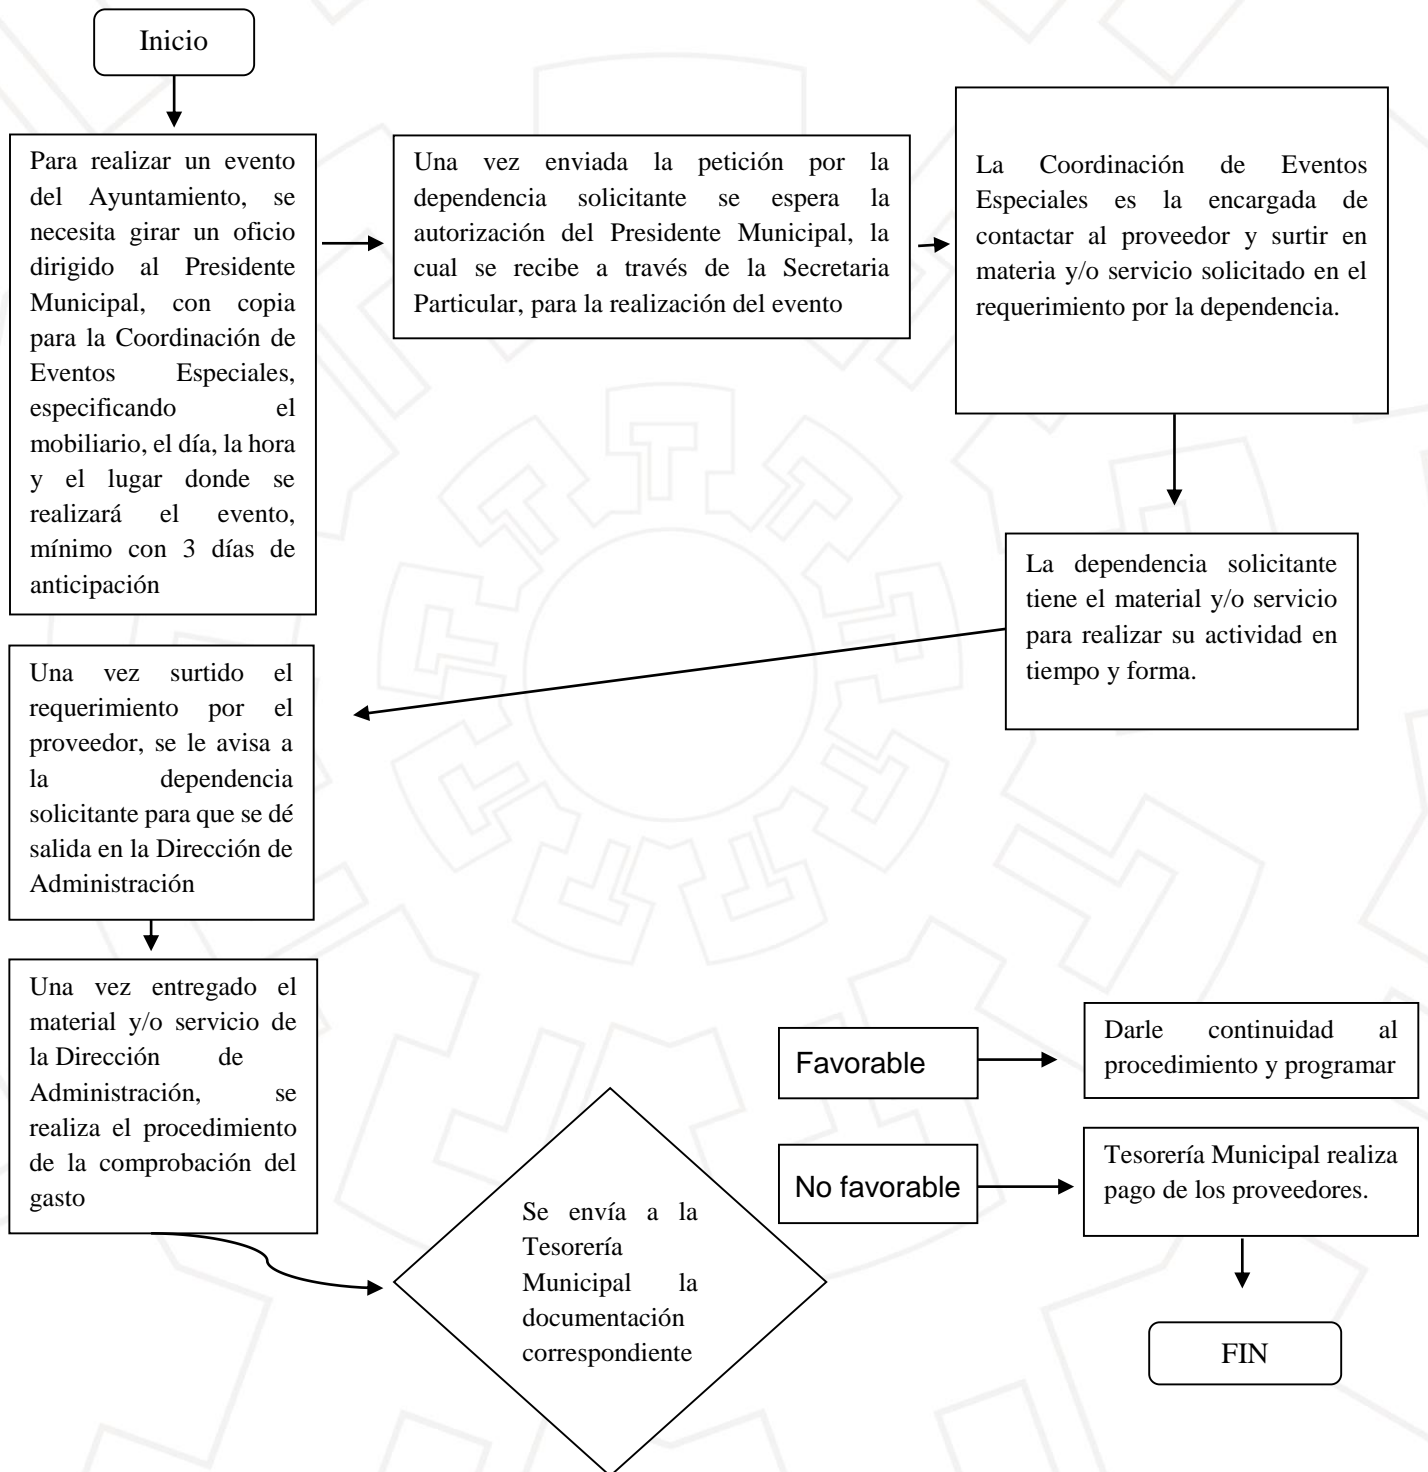 Inicio
Para realizar un evento
del Ayuntamiento, se
necesita girar un oficio
dirigido al Presidente
Municipal, con copia
para la Coordinación de
Eventos Especiales,
especificando el
mobiliario, el día, la hora
y el lugar donde se
realizará el evento,
mínimo con 3 días de
anticipación
Una vez enviada la petición por la
dependencia solicitante se espera la
autorización del Presidente Municipal, la
cual se recibe a través de la Secretaria
Particular, para la realización del evento
La Coordinación de Eventos
Especiales es la encargada de
contactar al proveedor y surtir en
materia y/o servicio solicitado en el
requerimiento por la dependencia.
La dependencia solicitante
tiene el material y/o servicio
para realizar su actividad en
tiempo y forma.
Una vez surtido el
requerimiento por el
proveedor, se le avisa a
la dependencia
solicitante para que se dé
salida en la Dirección de
Administración
Una vez entregado el
material y/o servicio de
la Dirección de
Administración, se
realiza el procedimiento
de la comprobación del
gasto
Se envía a la
Tesorería
Municipal la
documentación
correspondiente
Favorable
Darle continuidad al
procedimiento y programar
No favorable
Tesorería Municipal realiza
pago de los proveedores.
FIN